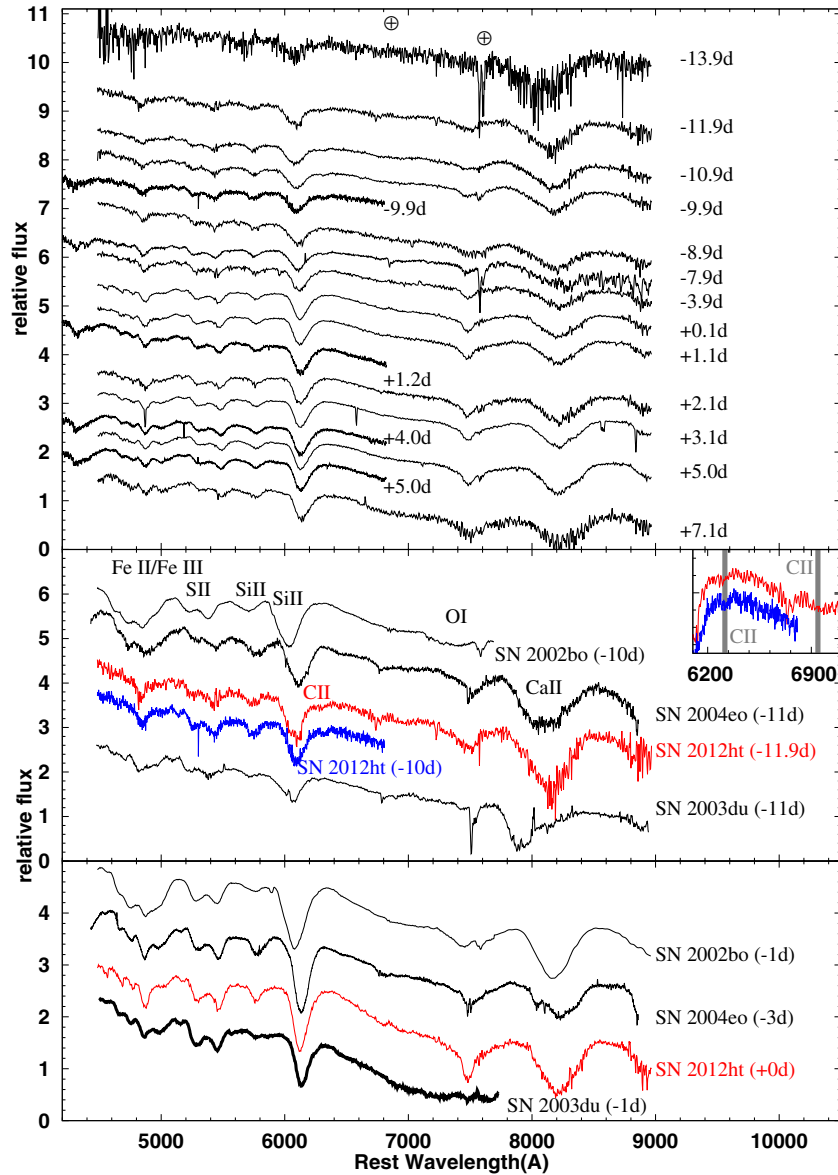 11
10
9
8
7
6
5
4
3
2
1
0
relative flux
⊕
⊕
-13.9d
-11.9d
-10.9d
-9.9d
-9.9d
-8.9d
-7.9d
-3.9d
+0.1d
+1.1d
+1.2d
+2.1d
+3.1d
+4.0d
+5.0d
+5.0d
+7.1d
6
5
4
3
2
1
0
relative flux
Fe II/Fe III
SII
SiII
SiII
OI
CaII
CII
CII
CII
6200
6900
SN 2002bo (-10d)
SN 2004eo (-11d)
SN 2012ht (-11.9d)
SN 2012ht (-10d)
SN 2003du (-11d)
4
3
2
1
0
SN 2002bo (-1d)
SN 2004eo (-3d)
SN 2012ht (+0d)
SN 2003du (-1d)
5000
6000
7000
8000
9000
10000
Rest Wavelength(A)